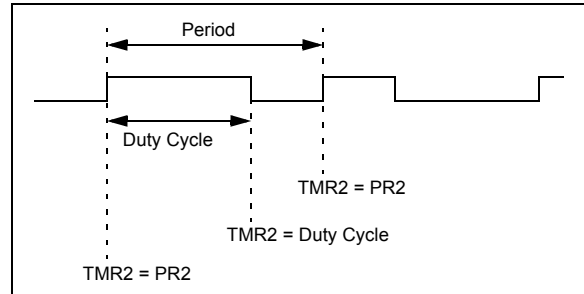 Period
Duty Cycle
TMR2 = PR2
TMR2 = Duty Cycle
TMR2 = PR2